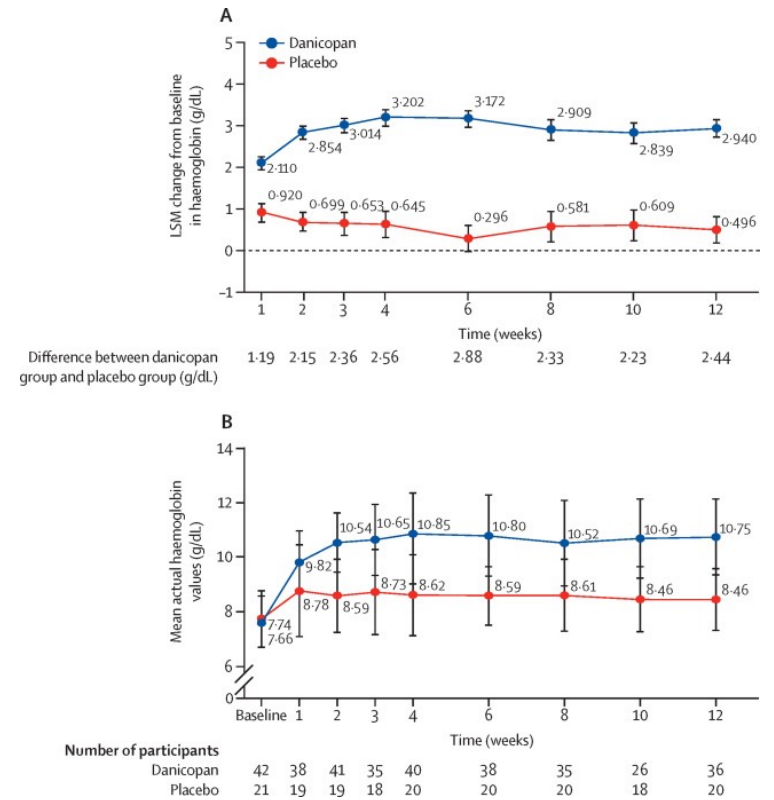 A
5
4
3
2
1
0
−1
LSM change from baseline
in haemoglobin (g/dL)
Danicopan
Placebo
2·110
2·854
3·014
3·202
3·172
2·909
2·839
2·940
0·920
0·699
0·653
0·645
0·296
0·581
0·609
0·496
1 2 3 4 6 8 10 12
Time (weeks)
Difference between danicopan
group and placebo group (g/dL)
1·19 2·15 2·36 2·56 2·88 2·33 2·23 2·44
B
14
12
10
8
6
0
Mean actual haemoglobin
values (g/dL)
9·82
10·54
10·65
10·85
10·80
10·52
10·69
10·75
7·74
7·66
8·78
8·59
8·73
8·62
8·59
8·61
8·46
8·46
Baseline 1 2 3 4 6 8 10 12
Time (weeks)
Number of participants
Danicopan 42 38 41 35 40 38 35 26 36
Placebo 21 19 19 18 20 20 20 18 20